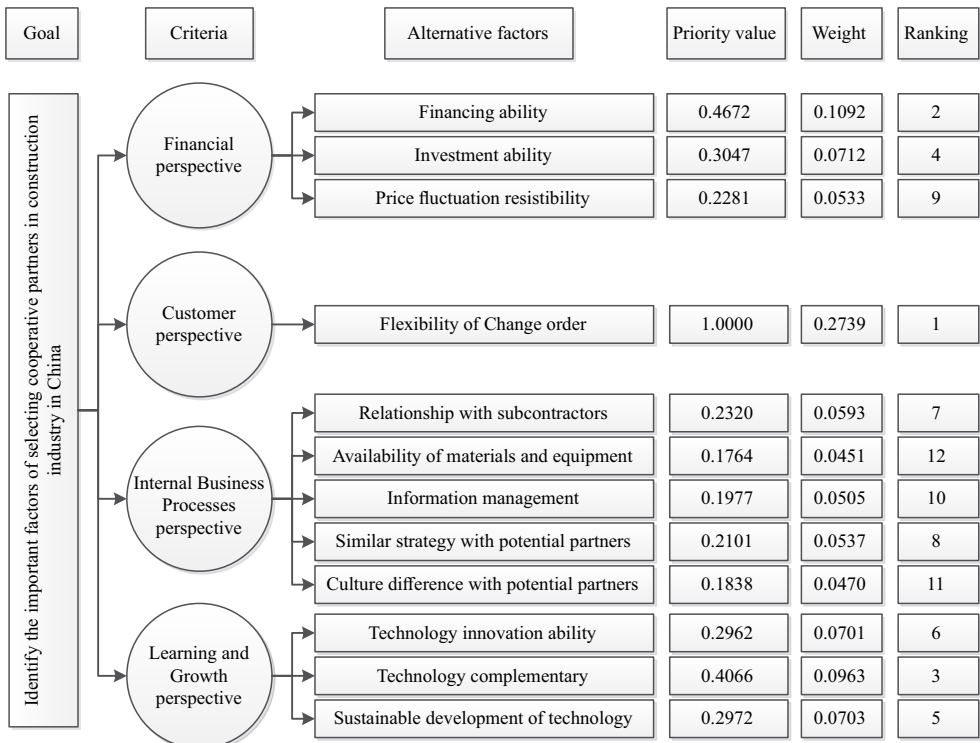 Goal
Criteria
Alternative factors
Priority value
Weight
Ranking
Identify the important factors of selecting cooperative partners in construction
industry in China
Financial
perspective
Financing ability
0.4672
0.1092
2
Investment ability
0.3047
0.0712
4
Price fluctuation resistibility
0.2281
0.0533
9
Customer
perspective
Flexibility of Change order
1.0000
0.2739
1
Internal Business
Processes
perspective
Relationship with subcontractors
0.2320
0.0593
7
Availability of materials and equipment
0.1764
0.0451
12
Information management
0.1977
0.0505
10
Similar strategy with potential partners
0.2101
0.0537
8
Culture difference with potential partners
0.1838
0.0470
11
Learning and
Growth
perspective
Technology innovation ability
0.2962
0.0701
6
Technology complementary
0.4066
0.0963
3
Sustainable development of technology
0.2972
0.0703
5